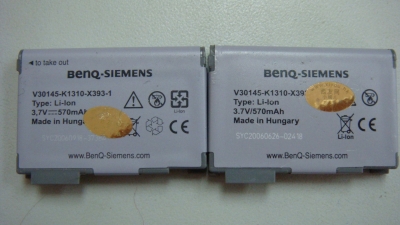 to take out
BenQ-SIEMENS
V30145-K1310-X393-1
Type: Li-Ion
3,7V⎓570mAh
Made in Hungary
Li-Ion
www.BenQ-Siemens.com
BenQ-SIEMENS
V30145-K1310-X39
Type: Li-Ion
3.7V/570mAh
Made in Hungary
Li-Ion
SYC20060626-0241
www.BenQ-Siemens.com